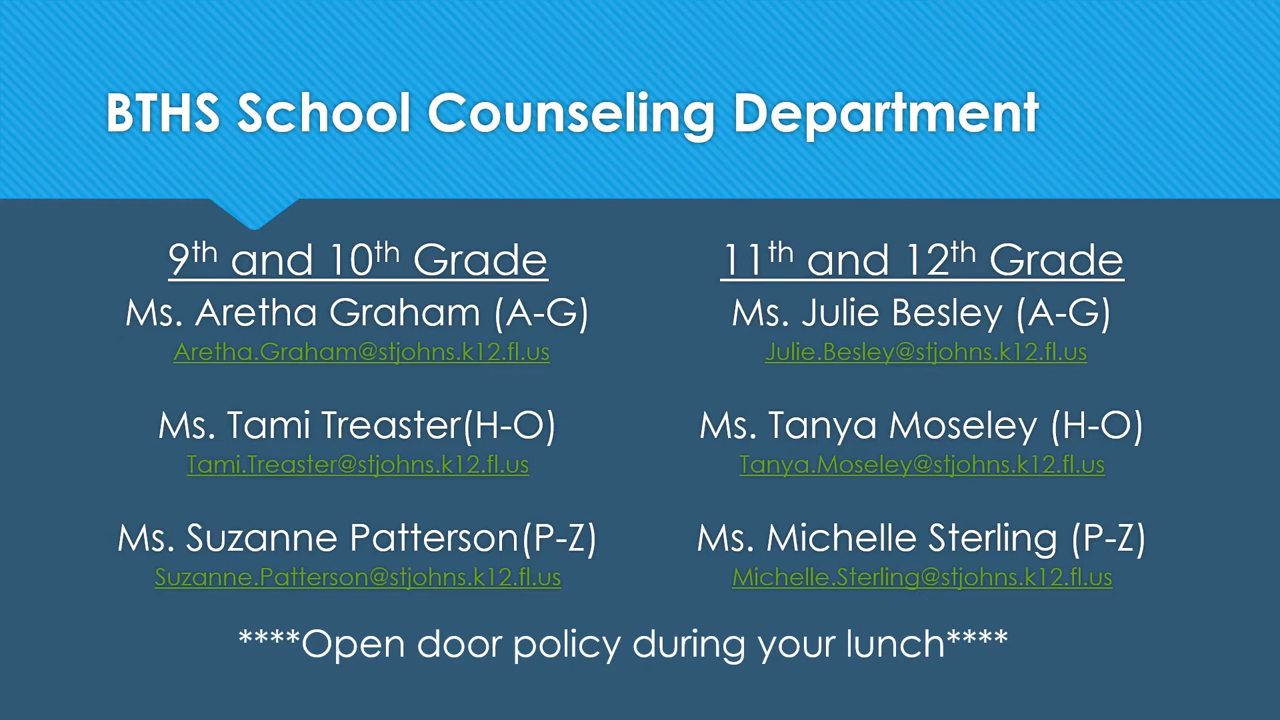 BTHS School Counseling Department
9th and 10th Grade
Ms. Aretha Graham (A-G)
Aretha.Graham@stjohns.k12.fl.us
Ms. Tami Treaster(H-O)
Tami.Treaster@stjohns.k12.fl.us
Ms. Suzanne Patterson(P-Z)
Suzanne.Patterson@stjohns.k12.fl.us
11th and 12th Grade
Ms. Julie Besley (A-G)
Julie.Besley@stjohns.k12.fl.us
Ms. Tanya Moseley (H-O)
Tanya.Moseley@stjohns.k12.fl.us
Ms. Michelle Sterling (P-Z)
Michelle.Sterling@stjohns.k12.fl.us
****Open door policy during your lunch****